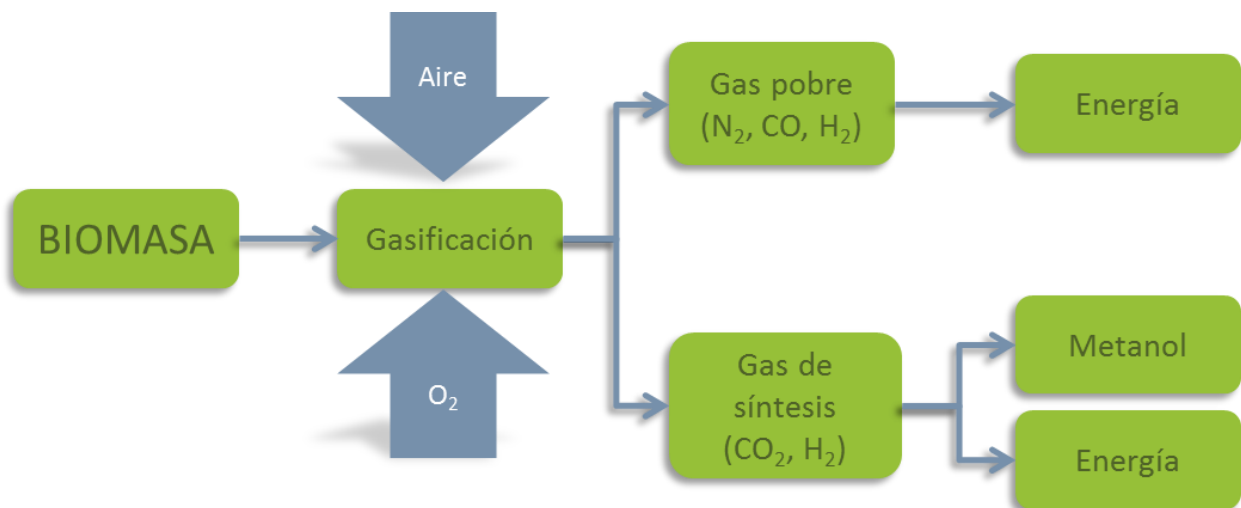 Aire
BIOMASA
Gasificación
O₂
Gas pobre
(N₂, CO, H₂)
Energía
Gas de
síntesis
(CO₂, H₂)
Metanol
Energía